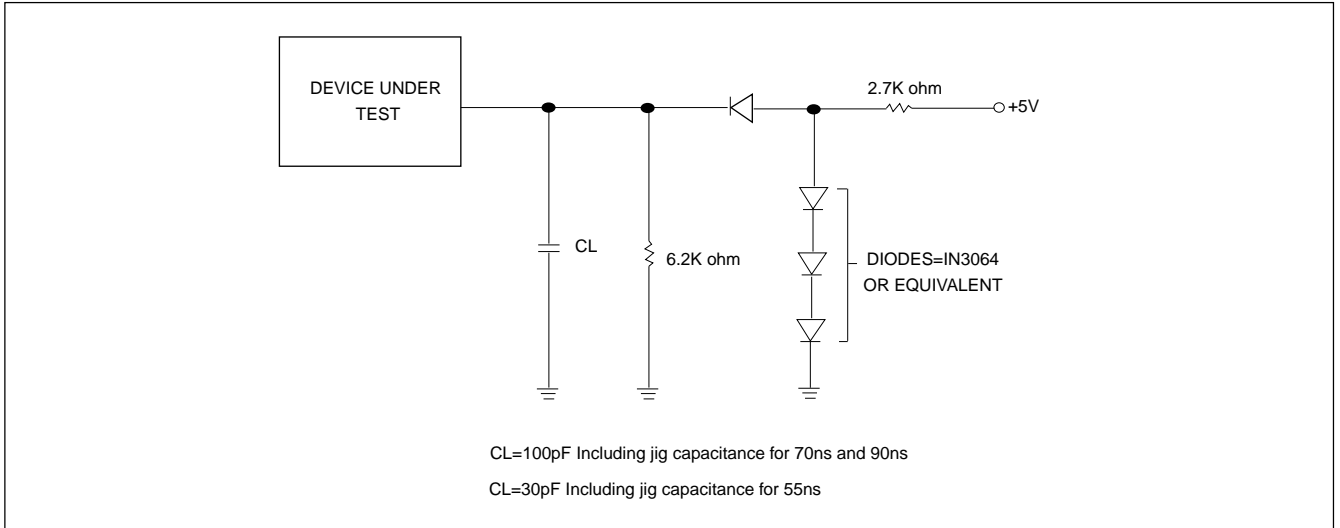 DEVICE UNDER
TEST
2.7K ohm
+5V
CL
6.2K ohm
DIODES=IN3064
OR EQUIVALENT
CL=100pF Including jig capacitance for 70ns and 90ns
CL=30pF Including jig capacitance for 55ns